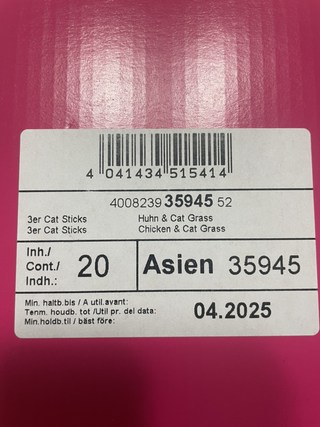 4 041434 515414
4008239 35945 52
3er Cat Sticks Huhn & Cat Grass
3er Cat Sticks Chicken & Cat Grass
Inh./
Cont./
Indh.:
20
Asien 35945
Min. haltb.bis / A util.avant:
Tenm. houdb. tot /Util pr. del data:
Min.holdb.til / bäst före:
04.2025